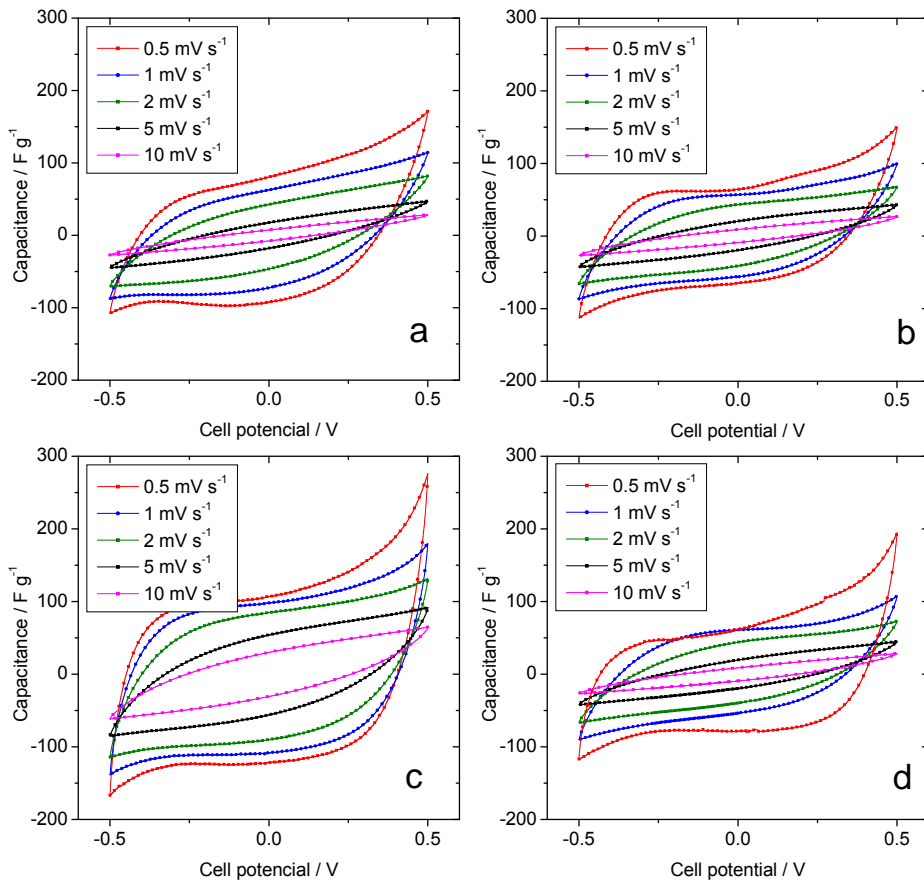 300
200
100
0
-100
-200
Capacitance / F g⁻¹
0.5 mV s⁻¹
1 mV s⁻¹
2 mV s⁻¹
5 mV s⁻¹
10 mV s⁻¹
a
-0.5 0.0 0.5
Cell potencial / V
300
200
100
0
-100
-200
Capacitance / F g⁻¹
0.5 mV s⁻¹
1 mV s⁻¹
2 mV s⁻¹
5 mV s⁻¹
10 mV s⁻¹
b
-0.5 0.0 0.5
Cell potential / V
300
200
100
0
-100
-200
Capacitance / F g⁻¹
0.5 mV s⁻¹
1 mV s⁻¹
2 mV s⁻¹
5 mV s⁻¹
10 mV s⁻¹
c
-0.5 0.0 0.5
Cell potencial / V
300
200
100
0
-100
-200
Capacitance / F g⁻¹
0.5 mV s⁻¹
1 mV s⁻¹
2 mV s⁻¹
5 mV s⁻¹
10 mV s⁻¹
d
-0.5 0.0 0.5
Cell potential / V